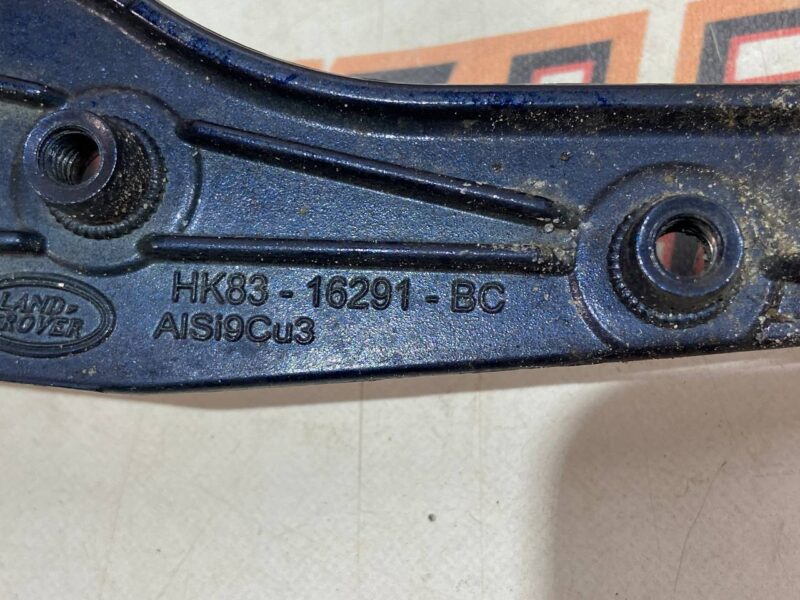 HK83 - 16291 - BC
AlSi9Cu3
LAND-
ROVER